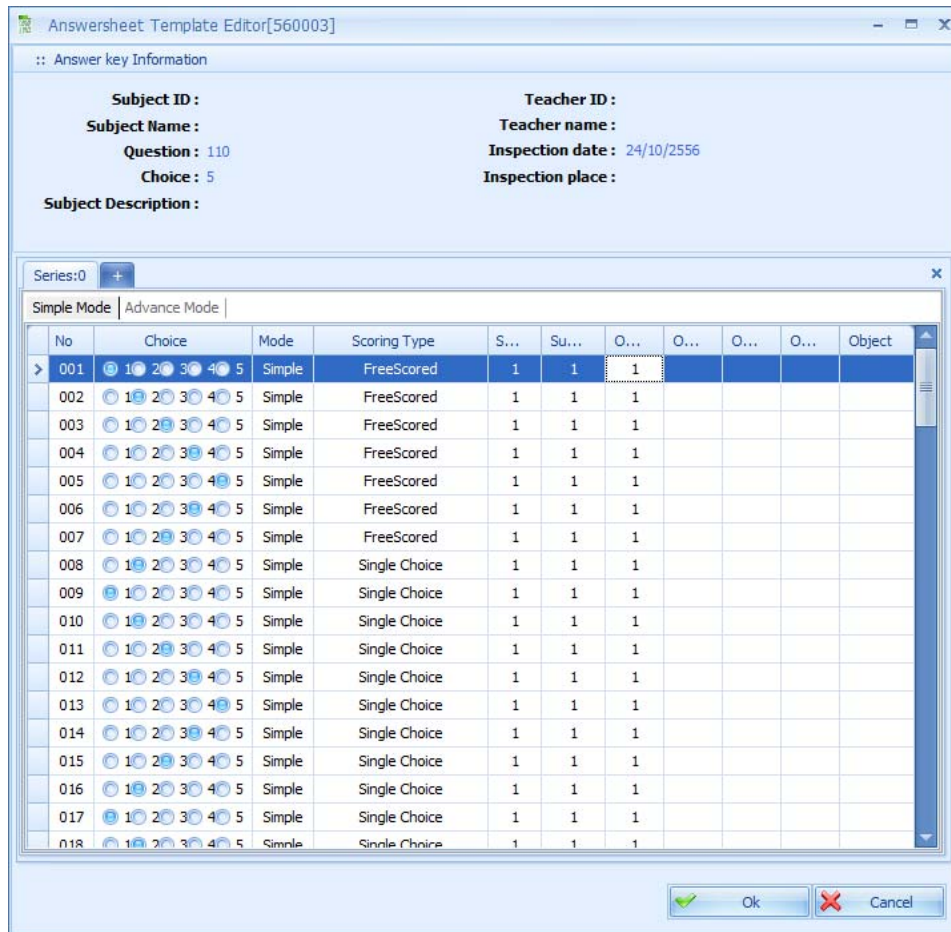 Answersheet Template Editor[560003]
:: Answer key Information
Subject ID :
Teacher ID :
Subject Name :
Teacher name :
Question : 110
Inspection date : 24/10/2556
Choice : 5
Inspection place :
Subject Description :
Series:0 +
Simple Mode | Advance Mode |
No Choice Mode Scoring Type S... Su... O... O... O... O... Object
001 1 2 3 4 5 Simple FreeScored 1 1 1
002 1 2 3 4 5 Simple FreeScored 1 1 1
003 1 2 3 4 5 Simple FreeScored 1 1 1
004 1 2 3 4 5 Simple FreeScored 1 1 1
005 1 2 3 4 5 Simple FreeScored 1 1 1
006 1 2 3 4 5 Simple FreeScored 1 1 1
007 1 2 3 4 5 Simple FreeScored 1 1 1
008 1 2 3 4 5 Simple Single Choice 1 1 1
009 1 2 3 4 5 Simple Single Choice 1 1 1
010 1 2 3 4 5 Simple Single Choice 1 1 1
011 1 2 3 4 5 Simple Single Choice 1 1 1
012 1 2 3 4 5 Simple Single Choice 1 1 1
013 1 2 3 4 5 Simple Single Choice 1 1 1
014 1 2 3 4 5 Simple Single Choice 1 1 1
015 1 2 3 4 5 Simple Single Choice 1 1 1
016 1 2 3 4 5 Simple Single Choice 1 1 1
017 1 2 3 4 5 Simple Single Choice 1 1 1
018 1 2 3 4 5 Simple Single Choice 1 1 1
Ok Cancel